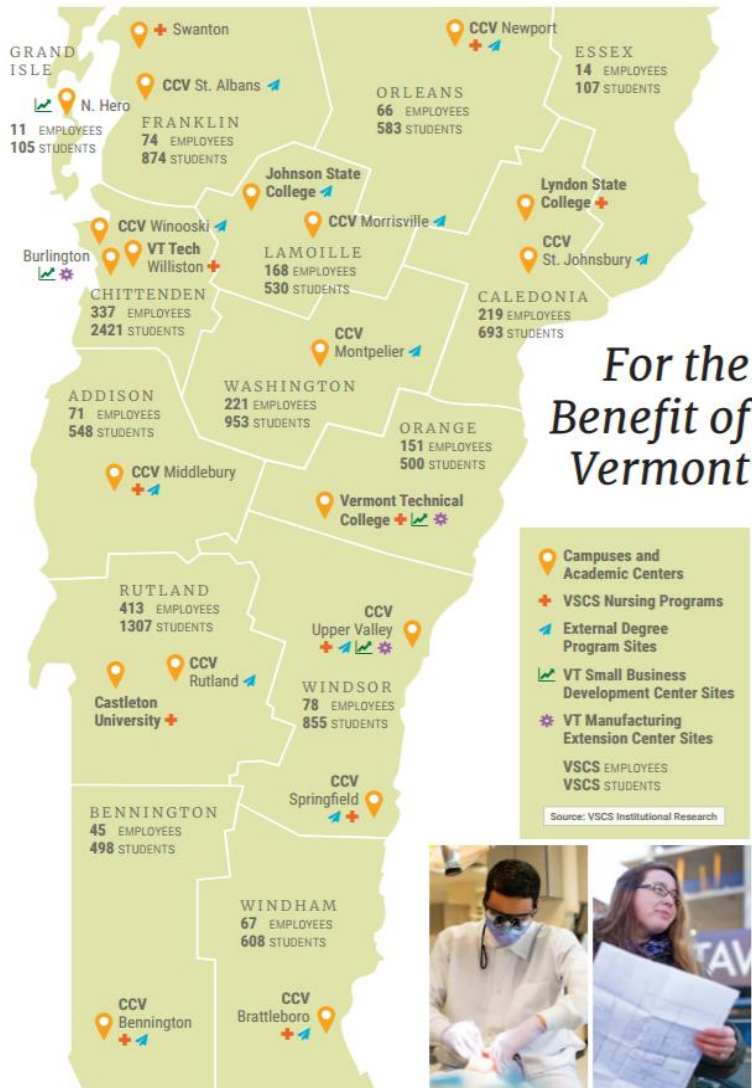 Swanton
GRAND
ISLE
N. Hero
11 EMPLOYEES
105 STUDENTS
CCV St. Albans
FRANKLIN
74 EMPLOYEES
874 STUDENTS
CCV Newport
ORLEANS
66 EMPLOYEES
583 STUDENTS
ESSEX
14 EMPLOYEES
107 STUDENTS
Johnson State
College
CCV Morrisville
LAMOILLE
168 EMPLOYEES
530 STUDENTS
Lyndon State
College
CCV
St. Johnsbury
CALEDONIA
219 EMPLOYEES
693 STUDENTS
CCV Winooski
VT Tech
Williston
Burlington
CHITTENDEN
337 EMPLOYEES
2421 STUDENTS
CCV
Montpelier
WASHINGTON
221 EMPLOYEES
953 STUDENTS
For the
Benefit of
Vermont
ADDISON
71 EMPLOYEES
548 STUDENTS
CCV Middlebury
ORANGE
151 EMPLOYEES
500 STUDENTS
Vermont Technical
College
RUTLAND
413 EMPLOYEES
1307 STUDENTS
CCV
Rutland
Castleton
University
CCV
Upper Valley
WINDSOR
78 EMPLOYEES
855 STUDENTS
CCV
Springfield
BENNINGTON
45 EMPLOYEES
498 STUDENTS
CCV
Bennington
WINDHAM
67 EMPLOYEES
608 STUDENTS
CCV
Brattleboro
Campuses and
Academic Centers
VSCS Nursing Programs
External Degree
Program Sites
VT Small Business
Development Center Sites
VT Manufacturing
Extension Center Sites
VSCS EMPLOYEES
VSCS STUDENTS
Source: VSCS Institutional Research
TAV